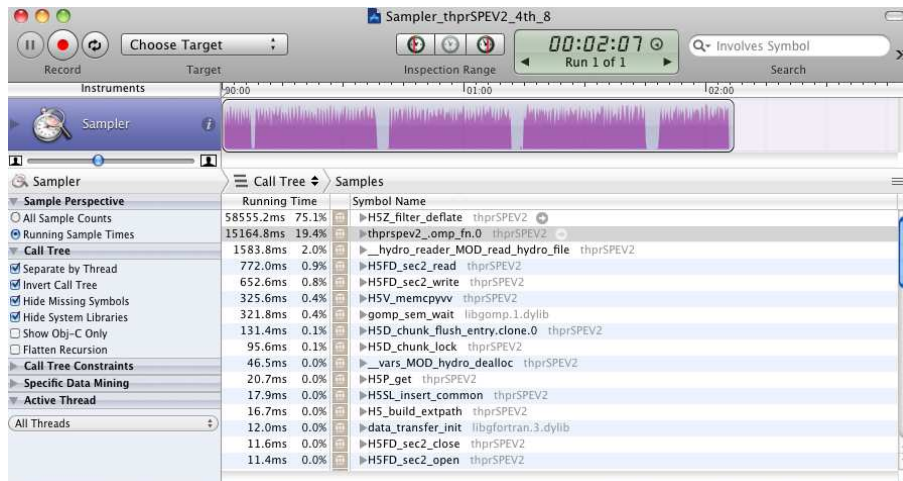 Sampler_thprSPEV2_4th_8
Choose Target
00:02:07
Run 1 of 1
Involves Symbol
Record
Target
Inspection Range
Search
Instruments
01:00
02:00
Sampler
Sampler
Call Tree
Samples
Sample Perspective
Running Time
Symbol Name
All Sample Counts
58555.2ms 75.1% H5Z_filter_deflate thprSPEV2
Running Sample Times
15164.8ms 19.4% thprspev2_.omp_fn.0 thprSPEV2
Call Tree
1583.8ms 2.0% __hydro_reader_MOD_read_hydro_file thprSPEV2
Separate by Thread
772.0ms 0.9% H5FD_sec2_read thprSPEV2
Invert Call Tree
652.6ms 0.8% H5FD_sec2_write thprSPEV2
Hide Missing Symbols
325.6ms 0.4% H5V_memcpyvv thprSPEV2
Hide System Libraries
321.8ms 0.4% gomp_sem_wait libgomp.1.dylib
Show Obj-C Only
131.4ms 0.1% H5D_chunk_flush_entry.clone.0 thprSPEV2
Flatten Recursion
95.6ms 0.1% H5D_chunk_lock thprSPEV2
Call Tree Constraints
46.5ms 0.0% __vars_MOD_hydro_dealloc thprSPEV2
Specific Data Mining
20.7ms 0.0% H5P_get thprSPEV2
Active Thread
17.9ms 0.0% H5SL_insert_common thprSPEV2
16.7ms 0.0% H5_build_extpath thprSPEV2
All Threads
12.0ms 0.0% data_transfer_init libgfortran.3.dylib
11.6ms 0.0% H5FD_sec2_close thprSPEV2
11.4ms 0.0% H5FD_sec2_open thprSPEV2